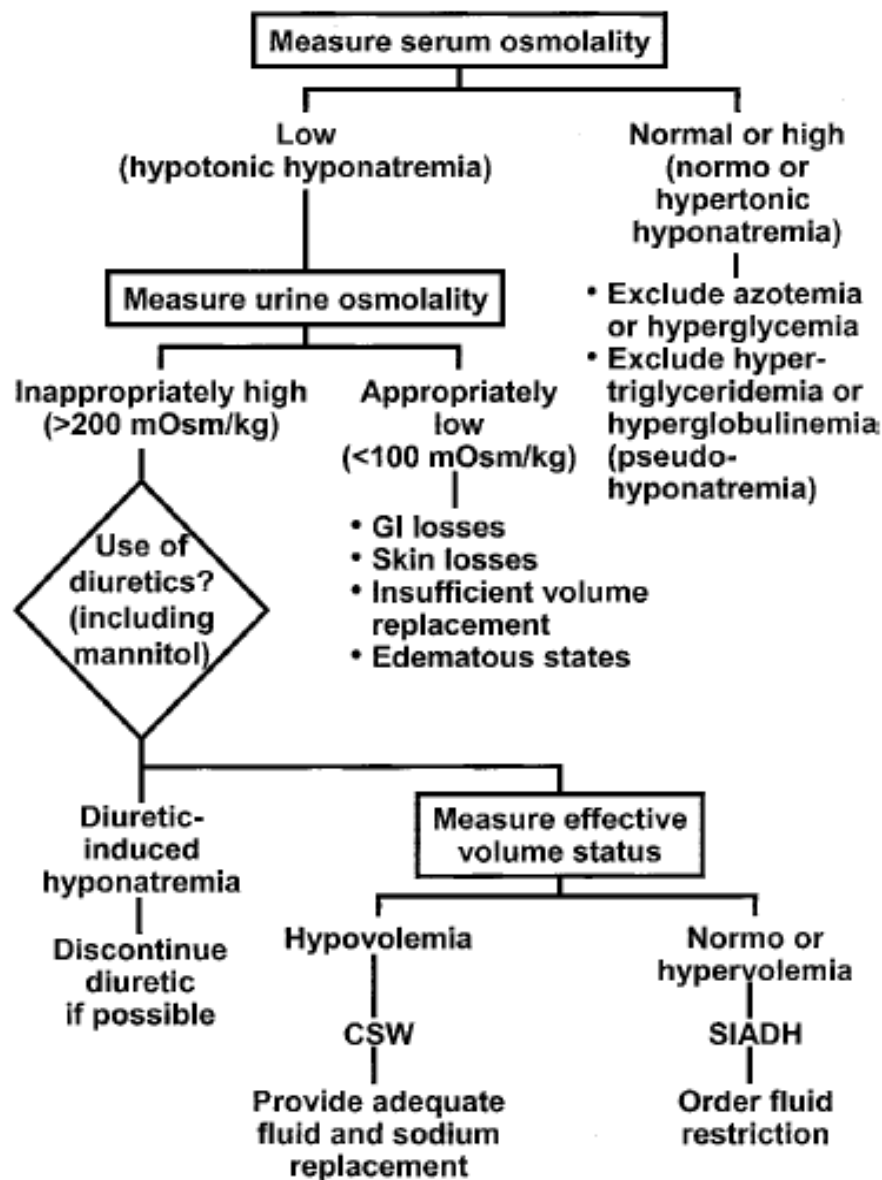 Measure serum osmolality
Low
(hypotonic hyponatremia)
Normal or high
(normo or
hypertonic
hyponatremia)
• Exclude azotemia
or hyperglycemia
• Exclude hyper-
triglyceridemia or
hyperglobulinemia
(pseudo-
hyponatremia)
Measure urine osmolality
Inappropriately high
(>200 mOsm/kg)
Appropriately
low
(<100 mOsm/kg)
• GI losses
• Skin losses
• Insufficient volume
replacement
• Edematous states
Use of
diuretics?
(including
mannitol)
Diuretic-
induced
hyponatremia
Discontinue
diuretic
if possible
Measure effective
volume status
Hypovolemia
CSW
Provide adequate
fluid and sodium
replacement
Normo or
hypervolemia
SIADH
Order fluid
restriction